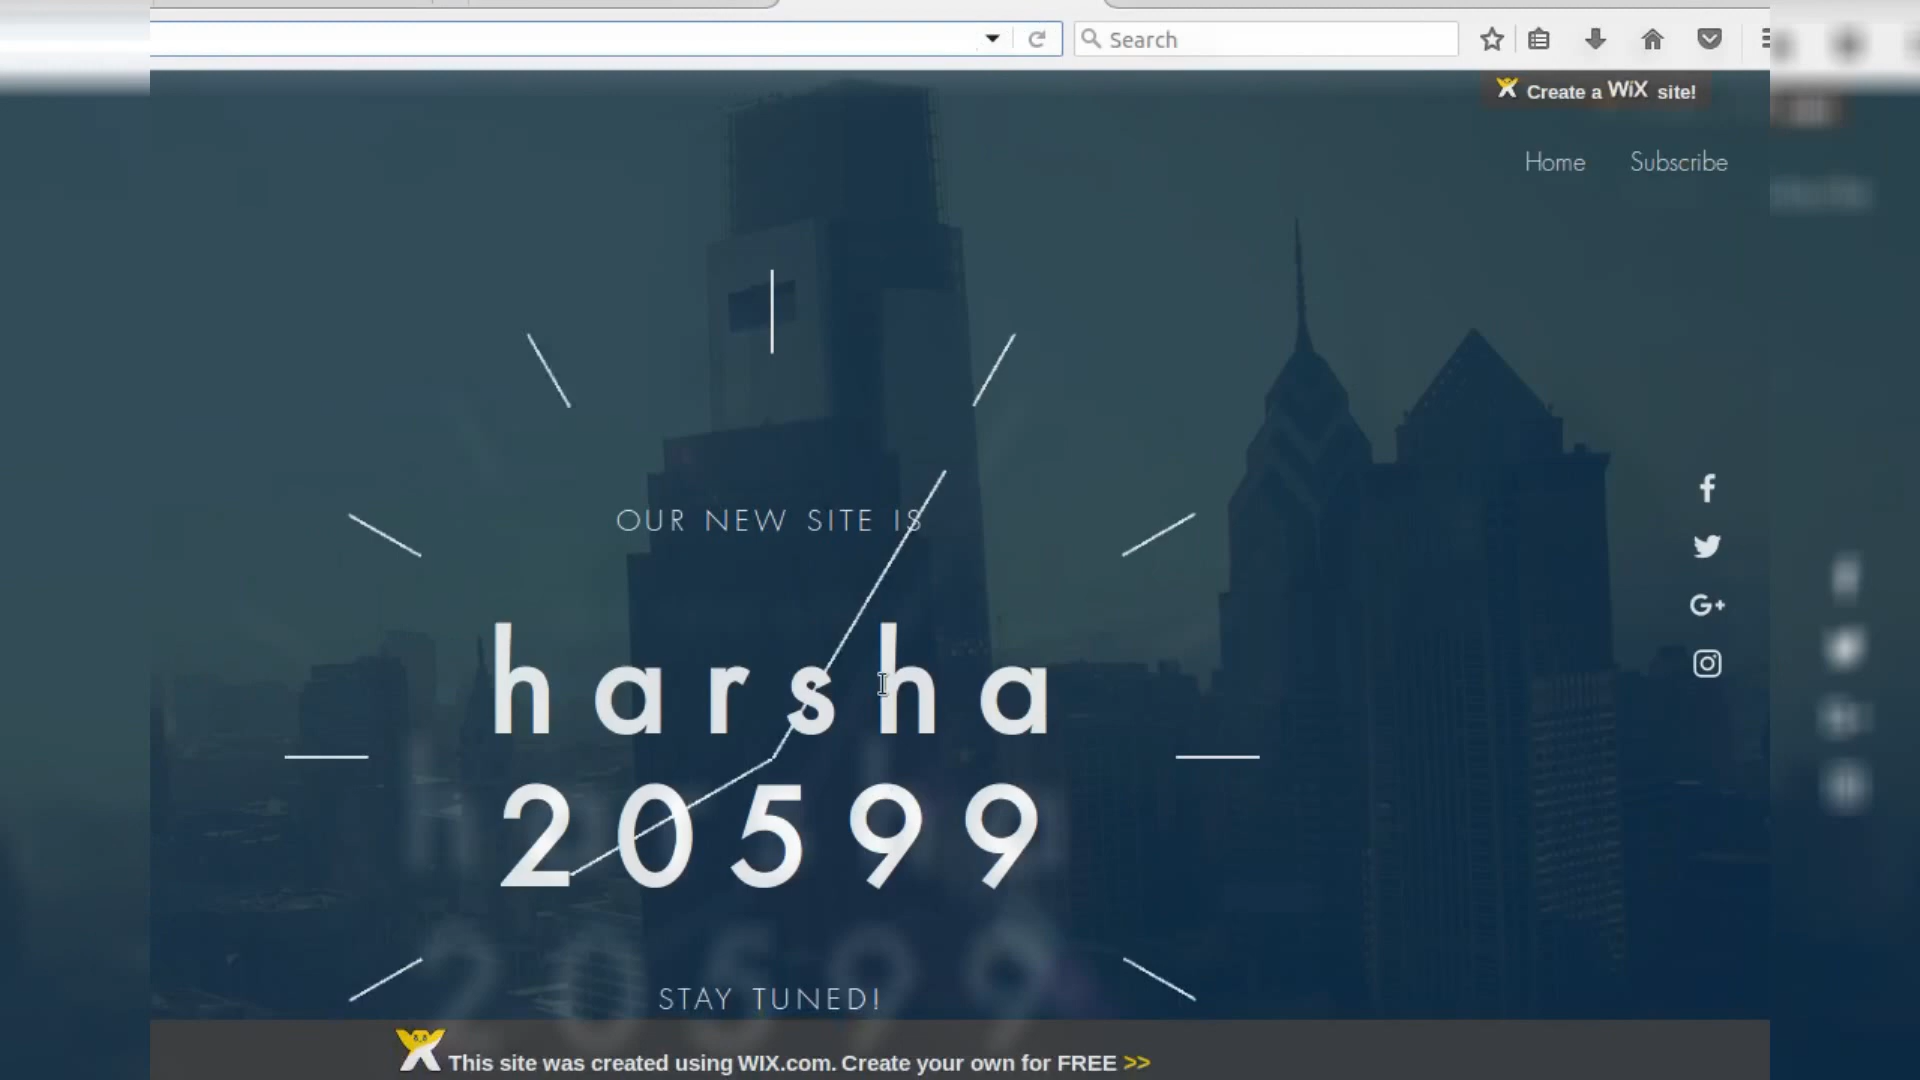 Search
Create a WiX site!
Home Subscribe
OUR NEW SITE IS
harsha
20599
STAY TUNED!
This site was created using WIX.com. Create your own for FREE >>